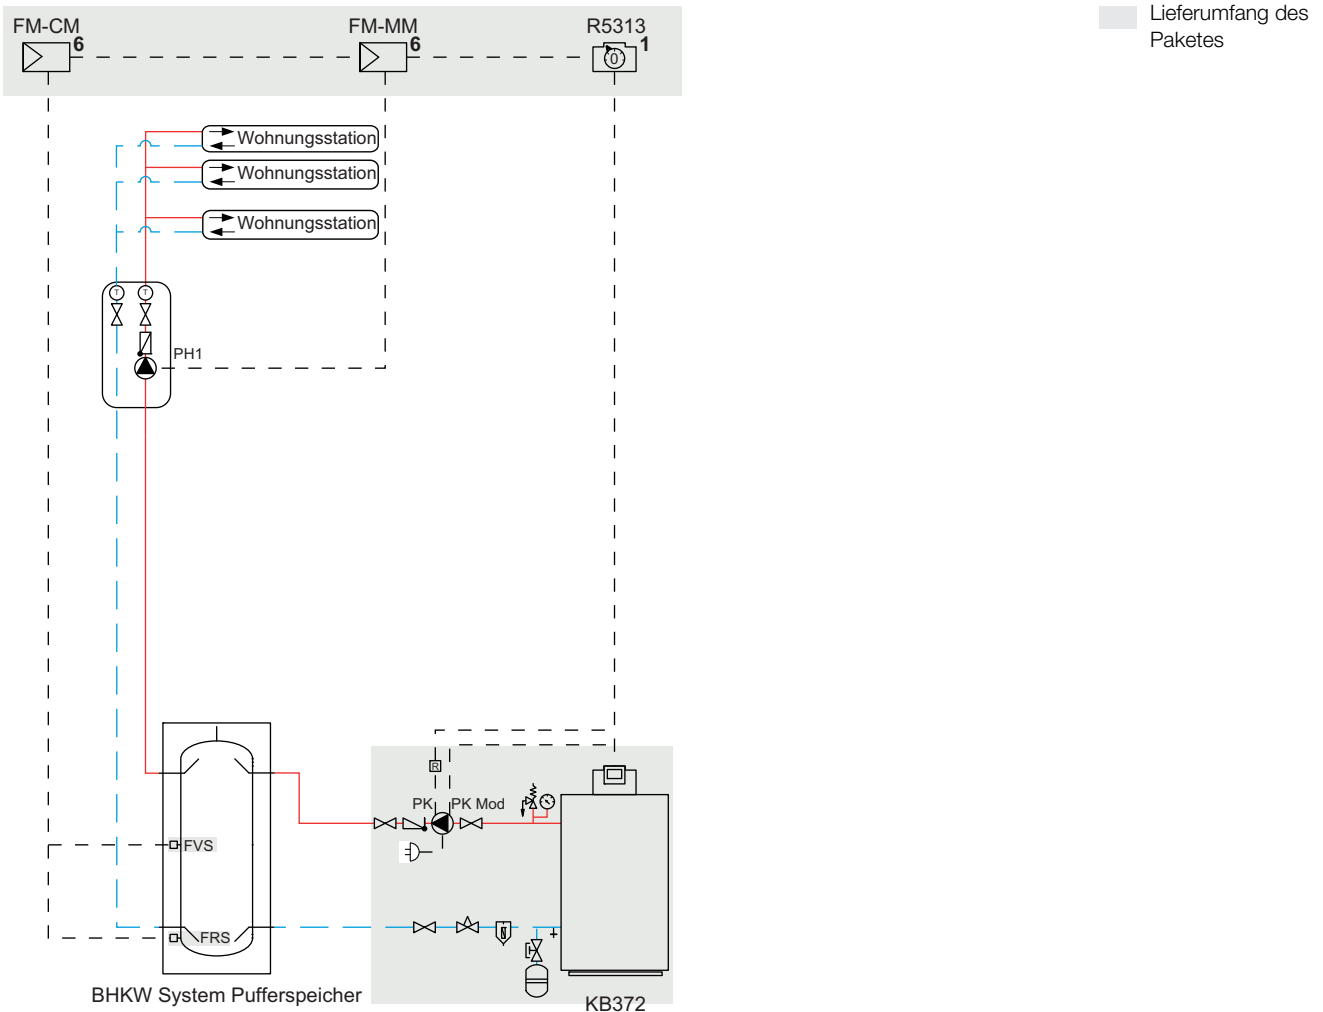 FM-CM
6
FM-MM
6
R5313
1
0
Lieferumfang des
Paketes
Wohnungsstation
Wohnungsstation
Wohnungsstation
T
T
PH1
R
PK
PK Mod
FVS
FRS
BHKW System Pufferspeicher
KB372